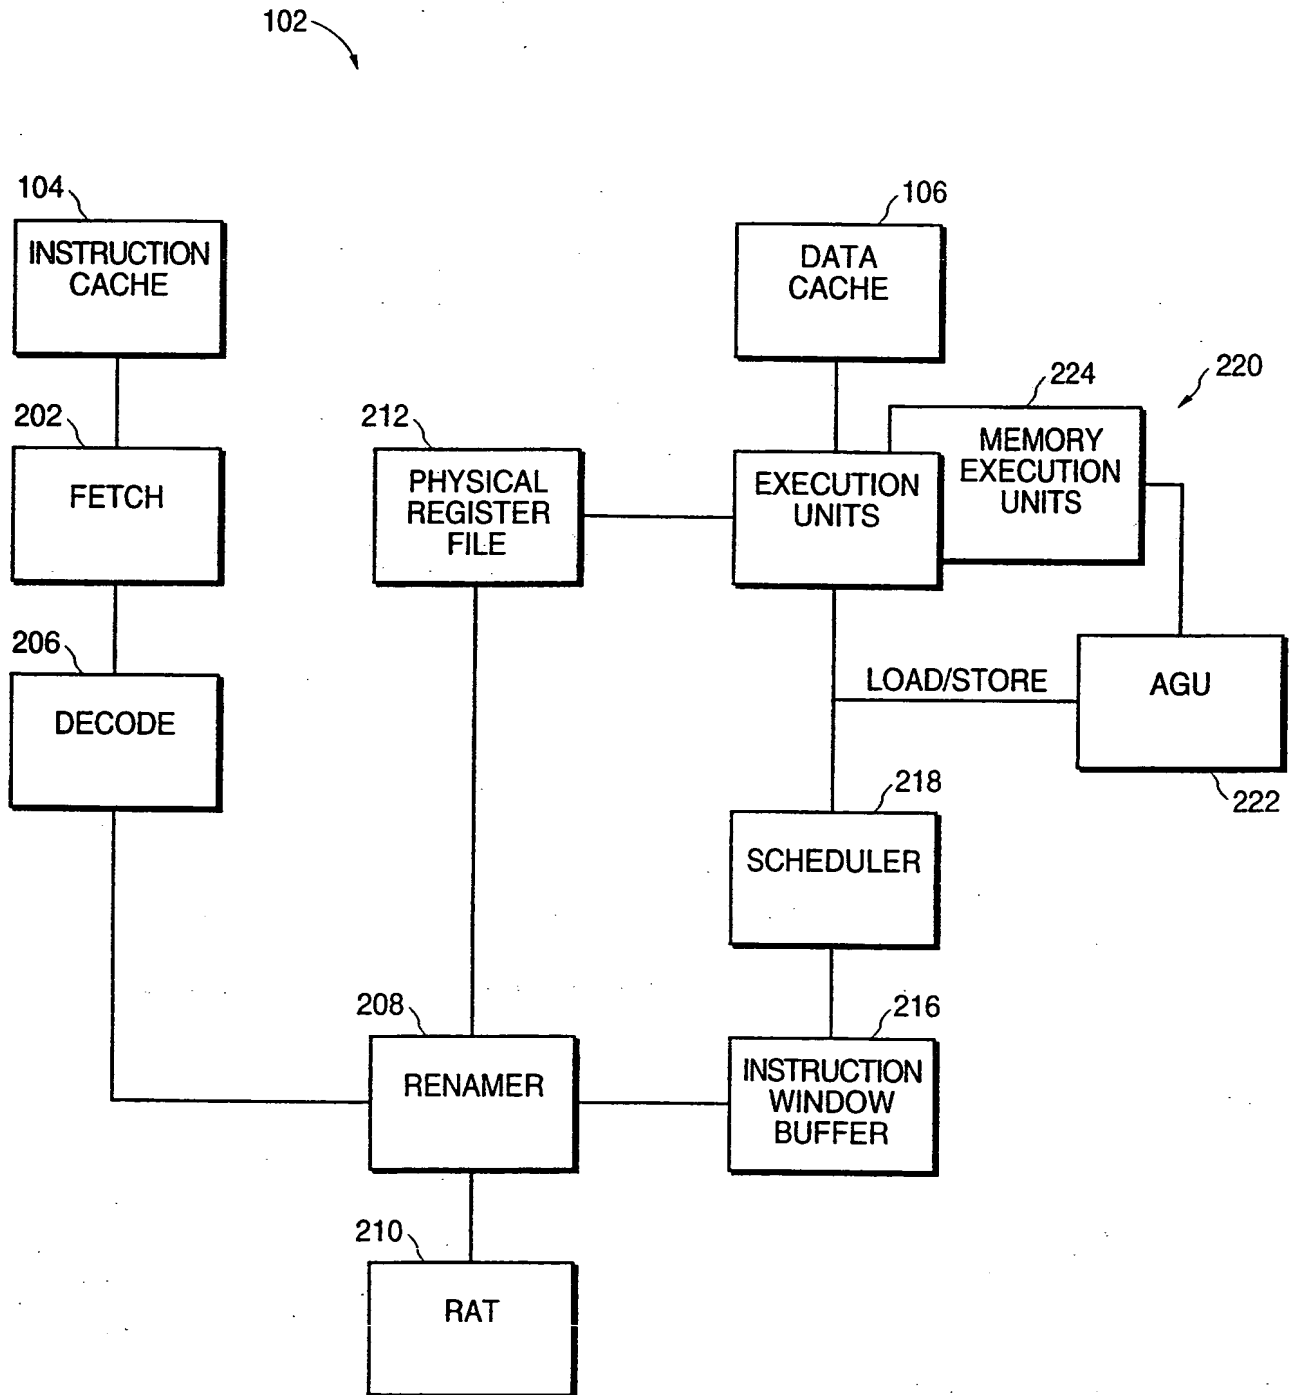 102
104
INSTRUCTION
CACHE
106
DATA
CACHE
202
FETCH
212
PHYSICAL
REGISTER
FILE
EXECUTION
UNITS
224
MEMORY
EXECUTION
UNITS
220
206
DECODE
LOAD/STORE
AGU
222
218
SCHEDULER
208
RENAMER
216
INSTRUCTION
WINDOW
BUFFER
210
RAT